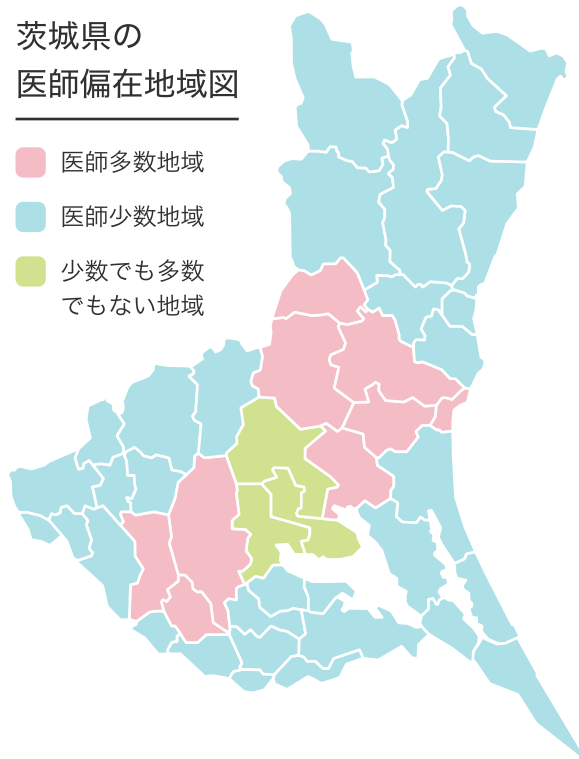 茨城県の
医師偏在地域図
医師多数地域
医師少数地域
少数でも多数
でもない地域